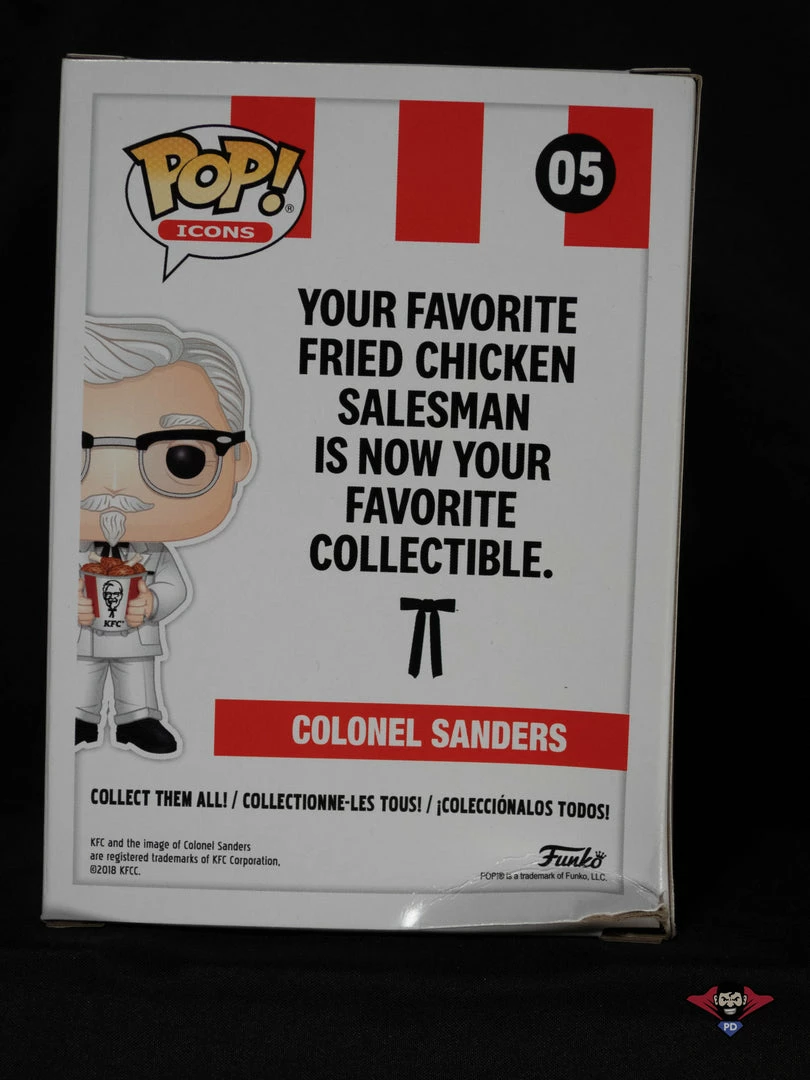 POP!®
ICONS
05
YOUR FAVORITE
FRIED CHICKEN
SALESMAN
IS NOW YOUR
FAVORITE
COLLECTIBLE.
KFC®
COLONEL SANDERS
COLLECT THEM ALL! / COLLECTIONNE-LES TOUS! / ¡COLECCIÓNALOS TODOS!
KFC and the image of Colonel Sanders
are registered trademarks of KFC Corporation.
©2018 KFCC.
Funko
POP!® is a trademark of Funko, LLC.
PD